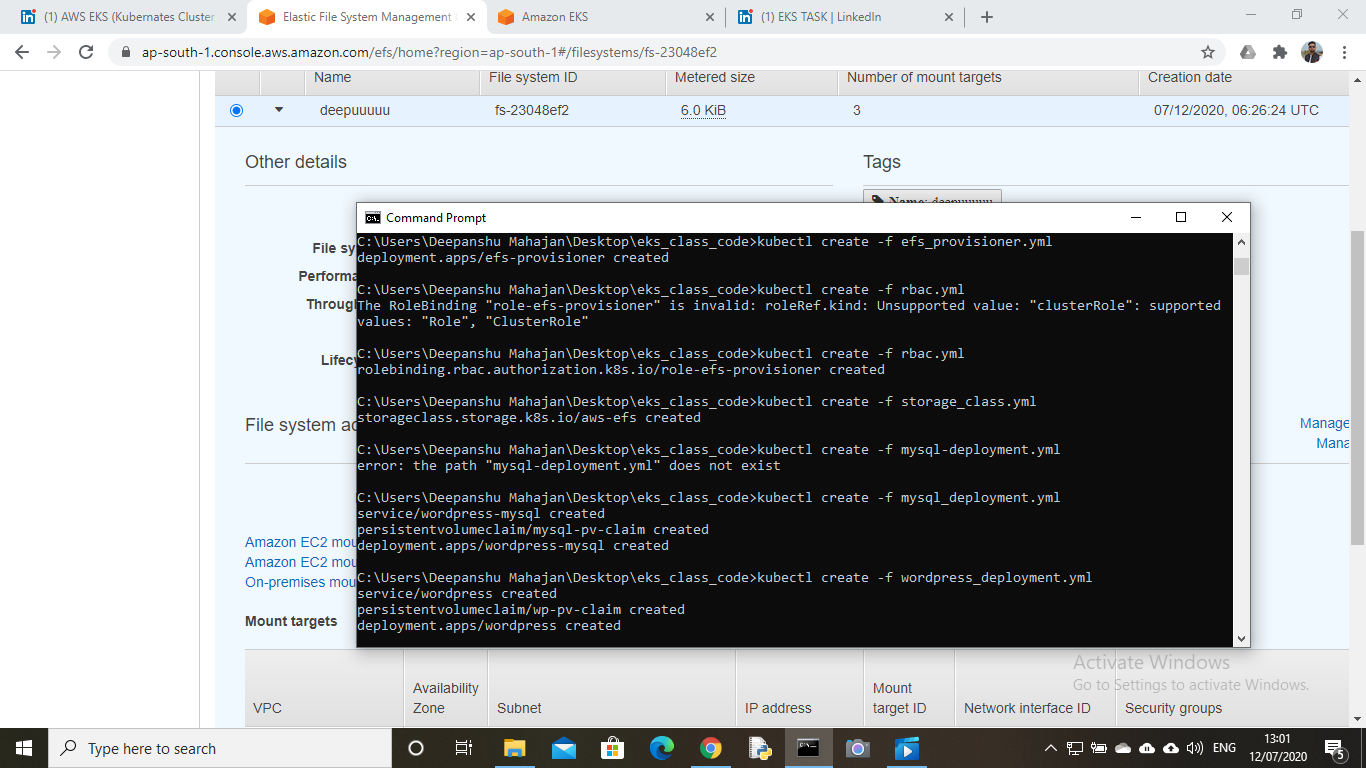 (1) AWS EKS (Kubernates Cluster
Elastic File System Management
Amazon EKS
(1) EKS TASK | LinkedIn
ap-south-1.console.aws.amazon.com/efs/home?region=ap-south-1#/filesystems/fs-23048ef2
Name File system ID Metered size Number of mount targets Creation date
deepuuuuu fs-23048ef2 6.0 KiB 3 07/12/2020, 06:26:24 UTC
Other details Tags
Name: deepuuuuu
Command Prompt
File sy
Performa
Throug
Lifecy
File system ac
Manage
Mana
Amazon EC2 mou
Amazon EC2 mou
On-premises mou
Mount targets
C:\Users\Deepanshu Mahajan\Desktop\eks_class_code>kubectl create -f efs_provisioner.yml
deployment.apps/efs-provisioner created
C:\Users\Deepanshu Mahajan\Desktop\eks_class_code>kubectl create -f rbac.yml
The RoleBinding "role-efs-provisioner" is invalid: roleRef.kind: Unsupported value: "clusterRole": supported
values: "Role", "ClusterRole"
C:\Users\Deepanshu Mahajan\Desktop\eks_class_code>kubectl create -f rbac.yml
rolebinding.rbac.authorization.k8s.io/role-efs-provisioner created
C:\Users\Deepanshu Mahajan\Desktop\eks_class_code>kubectl create -f storage_class.yml
storageclass.storage.k8s.io/aws-efs created
C:\Users\Deepanshu Mahajan\Desktop\eks_class_code>kubectl create -f mysql-deployment.yml
error: the path "mysql-deployment.yml" does not exist
C:\Users\Deepanshu Mahajan\Desktop\eks_class_code>kubectl create -f mysql_deployment.yml
service/wordpress-mysql created
persistentvolumeclaim/mysql-pv-claim created
deployment.apps/wordpress-mysql created
C:\Users\Deepanshu Mahajan\Desktop\eks_class_code>kubectl create -f wordpress_deployment.yml
service/wordpress created
persistentvolumeclaim/wp-pv-claim created
deployment.apps/wordpress created
Activate Windows
Go to Settings to activate Windows.
VPC Availability Zone Subnet IP address Mount target ID Network interface ID Security groups
Type here to search
ENG
13:01
12/07/2020
5